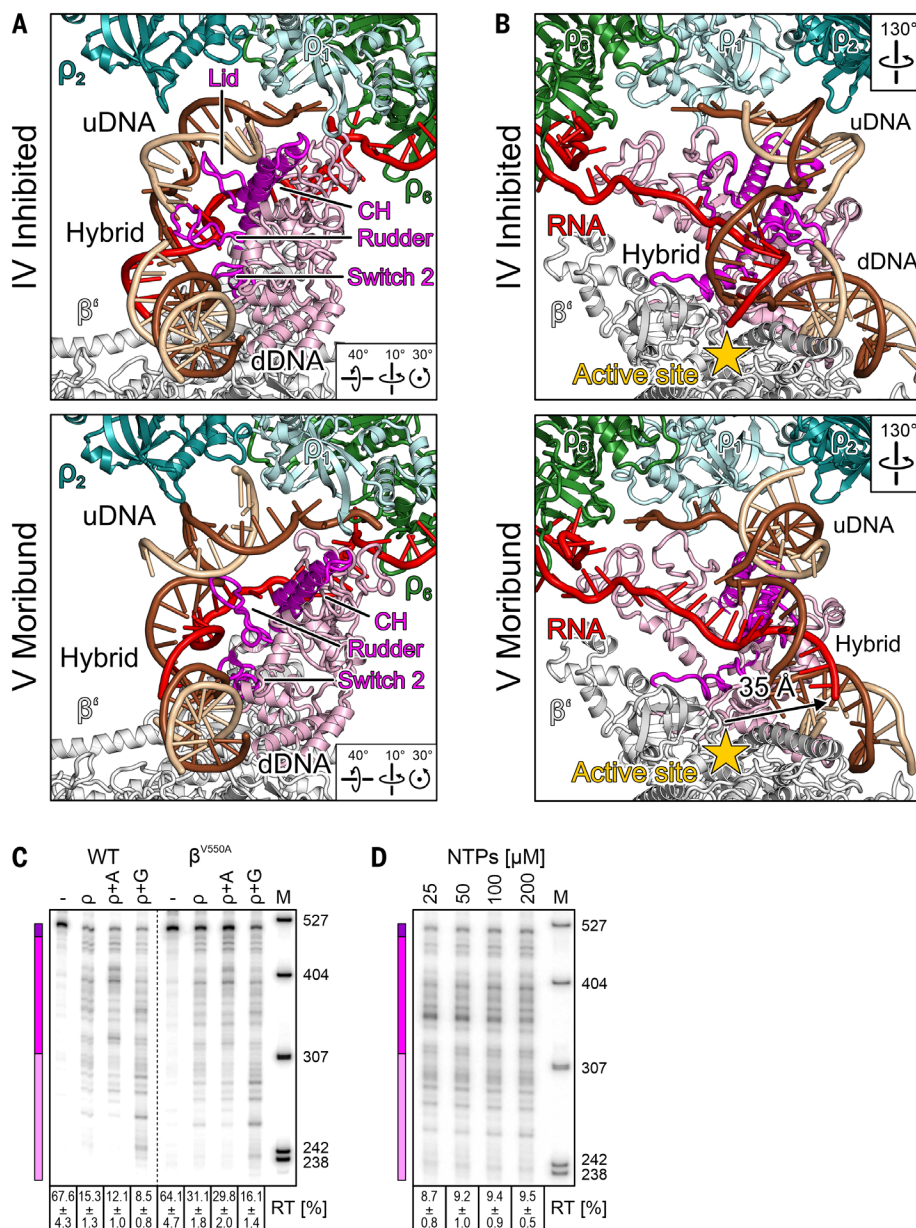 A
IV Inhibited
ρ2
ρ1
Lid
uDNA
ρ6
CH
Hybrid
Rudder
Switch 2
β‘
dDNA
40° 10° 30°
B
IV Inhibited
ρ6
ρ1
ρ2
130°
uDNA
RNA
Hybrid
dDNA
β‘
Active site
V Moribund
ρ2
ρ1
uDNA
ρ6
CH
Rudder
Hybrid
Switch 2
β‘
dDNA
40° 10° 30°
V Moribund
ρ6
ρ1
ρ2
130°
uDNA
RNA
Hybrid
35 Å
β‘
Active site
C
WT βV550A
- ρ ρ+A ρ+G - ρ ρ+A ρ+G M
527
404
307
242
238
67.6 15.3 12.1 8.5 64.1 31.1 29.8 16.1
± ± ± ± ± ± ± ± RT [%]
4.3 1.3 1.0 0.8 4.7 1.8 2.0 1.4
D
NTPs [µM]
25 50 100 200 M
527
404
307
242
238
8.7 9.2 9.4 9.5
± ± ± ± RT [%]
0.8 1.0 0.9 0.5